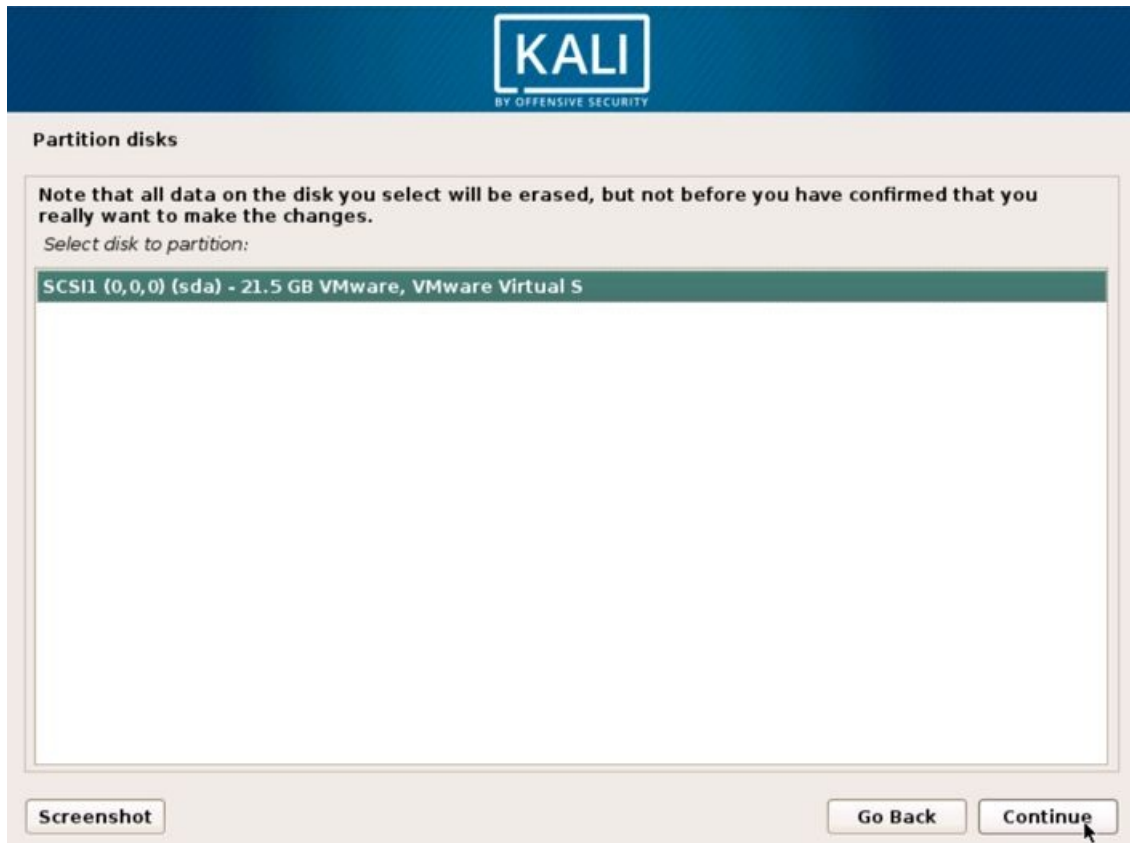 KALI
BY OFFENSIVE SECURITY
Partition disks
Note that all data on the disk you select will be erased, but not before you have confirmed that you
really want to make the changes.
Select disk to partition:
SCSI1 (0,0,0) (sda) - 21.5 GB VMware, VMware Virtual S
Screenshot
Go Back
Continue